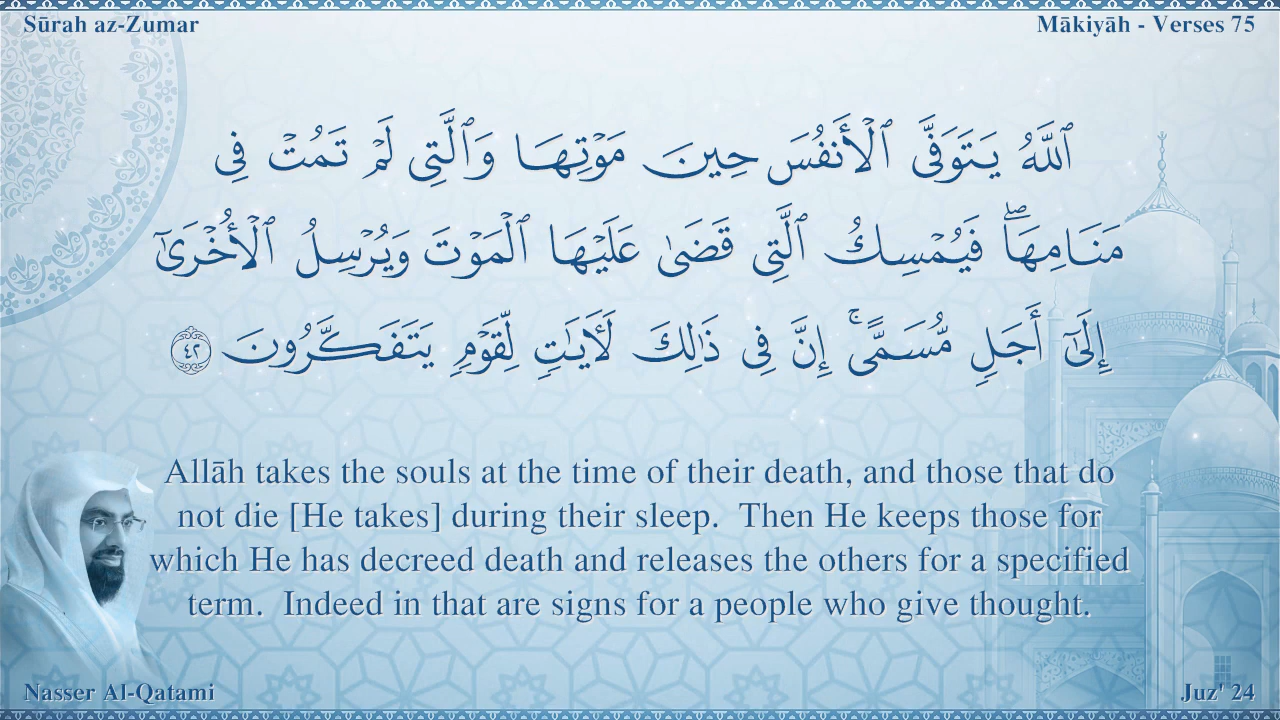 Sūrah az-Zumar
Mākiyāh - Verses 75
ٱللَّهُ يَتَوَفَّى ٱلْأَنفُسَ حِينَ مَوْتِهَا وَٱلَّتِى لَمْ تَمُتْ فِى
مَنَامِهَا ۖ فَيُمْسِكُ ٱلَّتِى قَضَىٰ عَلَيْهَا ٱلْمَوْتَ وَيُرْسِلُ ٱلْأُخْرَىٰٓ
إِلَىٰٓ أَجَلٍ مُّسَمًّى ۚ إِنَّ فِى ذَٰلِكَ لَـَٔايَـٰتٍ لِّقَوْمٍ يَتَفَكَّرُونَ ٤٢
Allāh takes the souls at the time of their death, and those that do
not die [He takes] during their sleep. Then He keeps those for
which He has decreed death and releases the others for a specified
term. Indeed in that are signs for a people who give thought.
Nasser Al-Qatami
Juz' 24